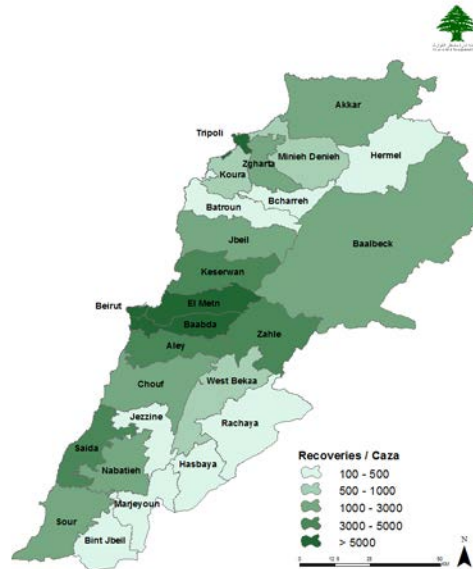 Akkar
Tripoli
Minieh Denieh
Zgharta
Hermel
Koura
Bcharreh
Batroun
Jbeil
Baalbeck
Keserwan
El Metn
Beirut
Baabda
Zahle
Aley
West Bekaa
Chouf
Jezzine
Rachaya
Saida
Recoveries / Caza
Hasbaya
Nabatieh
100 - 500
500 - 1000
Marjeyoun
1000 - 3000
Sour
3000 - 5000
Bint Jbeil
> 5000
N